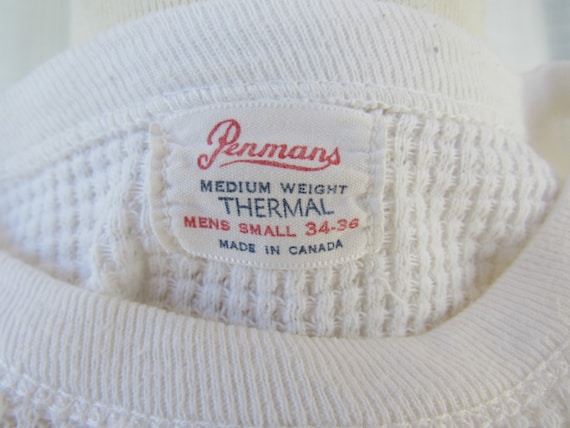 Penmans
MEDIUM WEIGHT
THERMAL
MENS SMALL 34-36
MADE IN CANADA